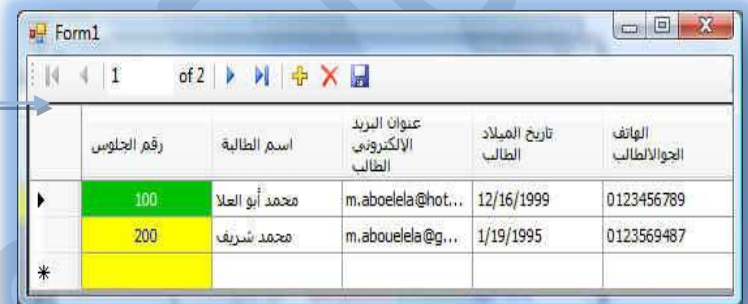 Form1
1 of 2
رقم الجلوس
اسم الطالبة
عنوان البريد
الإلكتروني
الطالب
تاريخ الميلاد
الطالب
الهاتف
الجوالالطالب
100 محمد أبو العلا m.aboelela@hot... 12/16/1999 0123456789
200 محمد شريف m.abouelela@g... 1/19/1995 0123569487